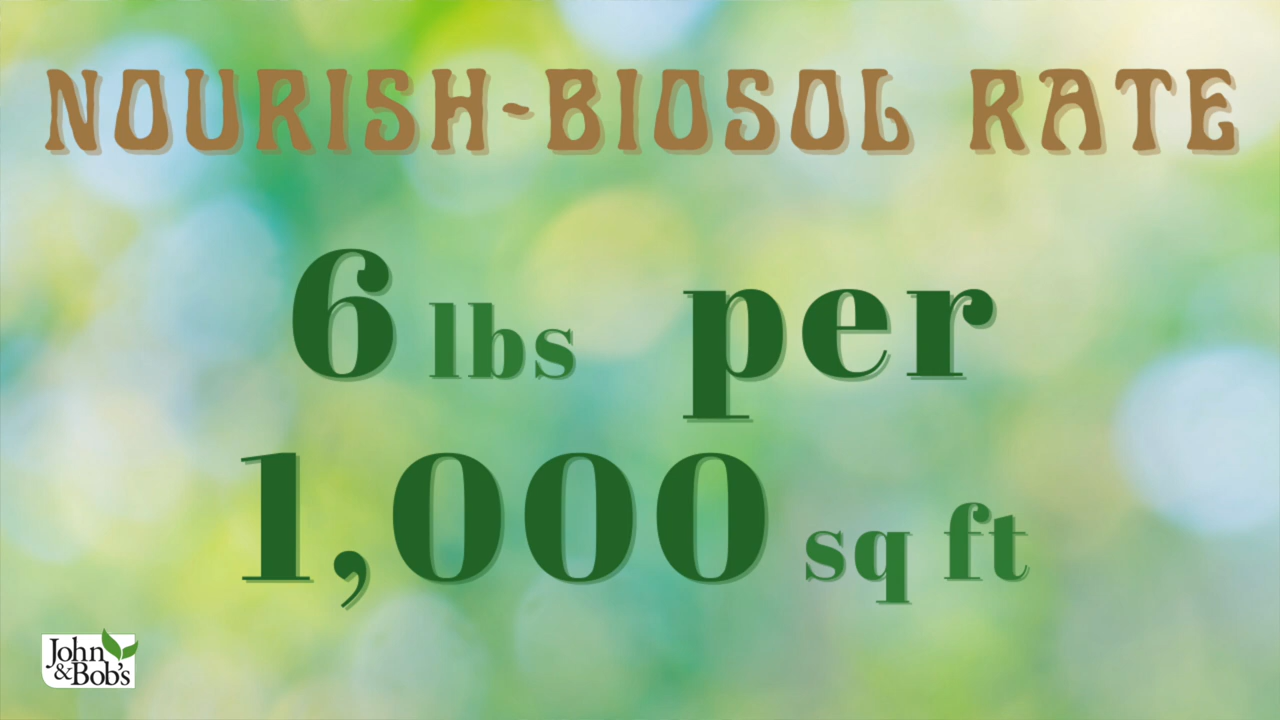 NOURISH-BIOSOL RATE
6 lbs per
1,000 sq ft
John
&Bob's